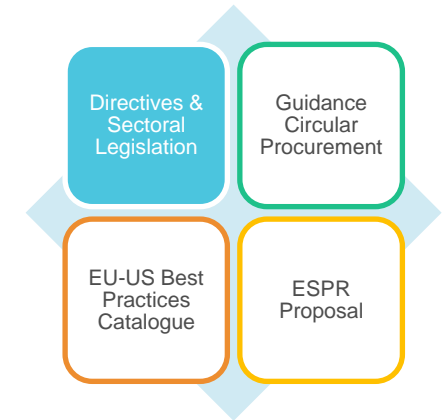 Directives &
Sectoral
Legislation
Guidance
Circular
Procurement
EU-US Best
Practices
Catalogue
ESPR
Proposal